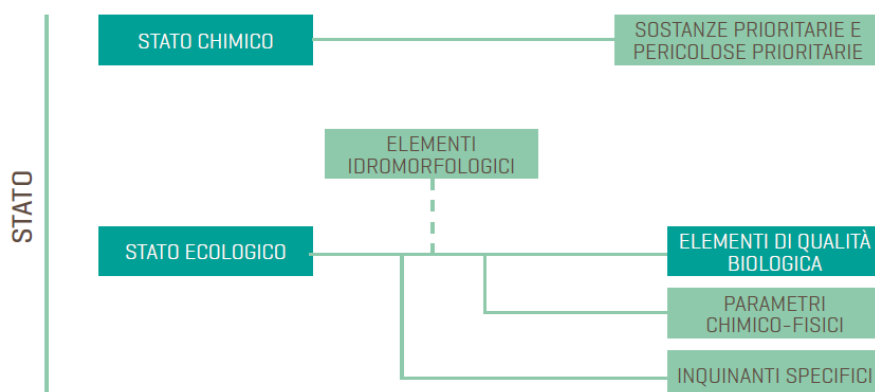 STATO CHIMICO
SOSTANZE PRIORITARIE E
PERICOLOSE PRIORITARIE
ELEMENTI
IDROMORFOLOGICI
STATO
STATO ECOLOGICO
ELEMENTI DI QUALITÀ
BIOLOGICA
PARAMETRI
CHIMICO-FISICI
INQUINANTI SPECIFICI